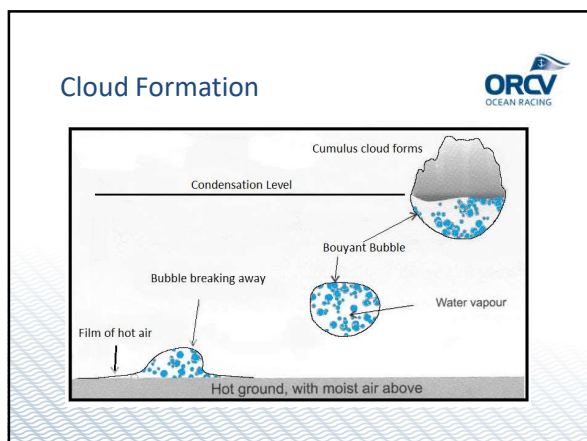 Cloud Formation
ORCV
OCEAN RACING
Cumulus cloud forms
Condensation Level
Bouyant Bubble
Bubble breaking away
Water vapour
Film of hot air
Hot ground, with moist air above